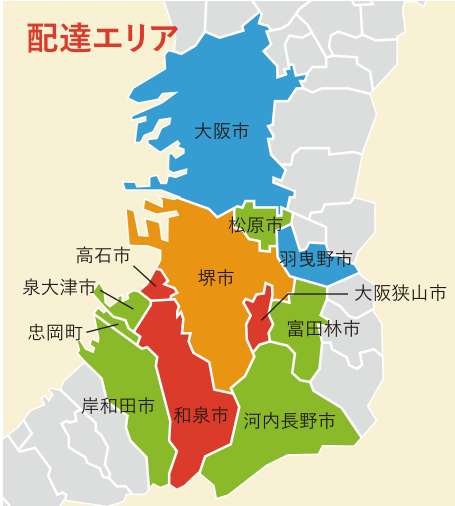 配達エリア
大阪市
松原市
羽曳野市
高石市
堺市
泉大津市
大阪狭山市
忠岡町
富田林市
岸和田市
和泉市
河内長野市